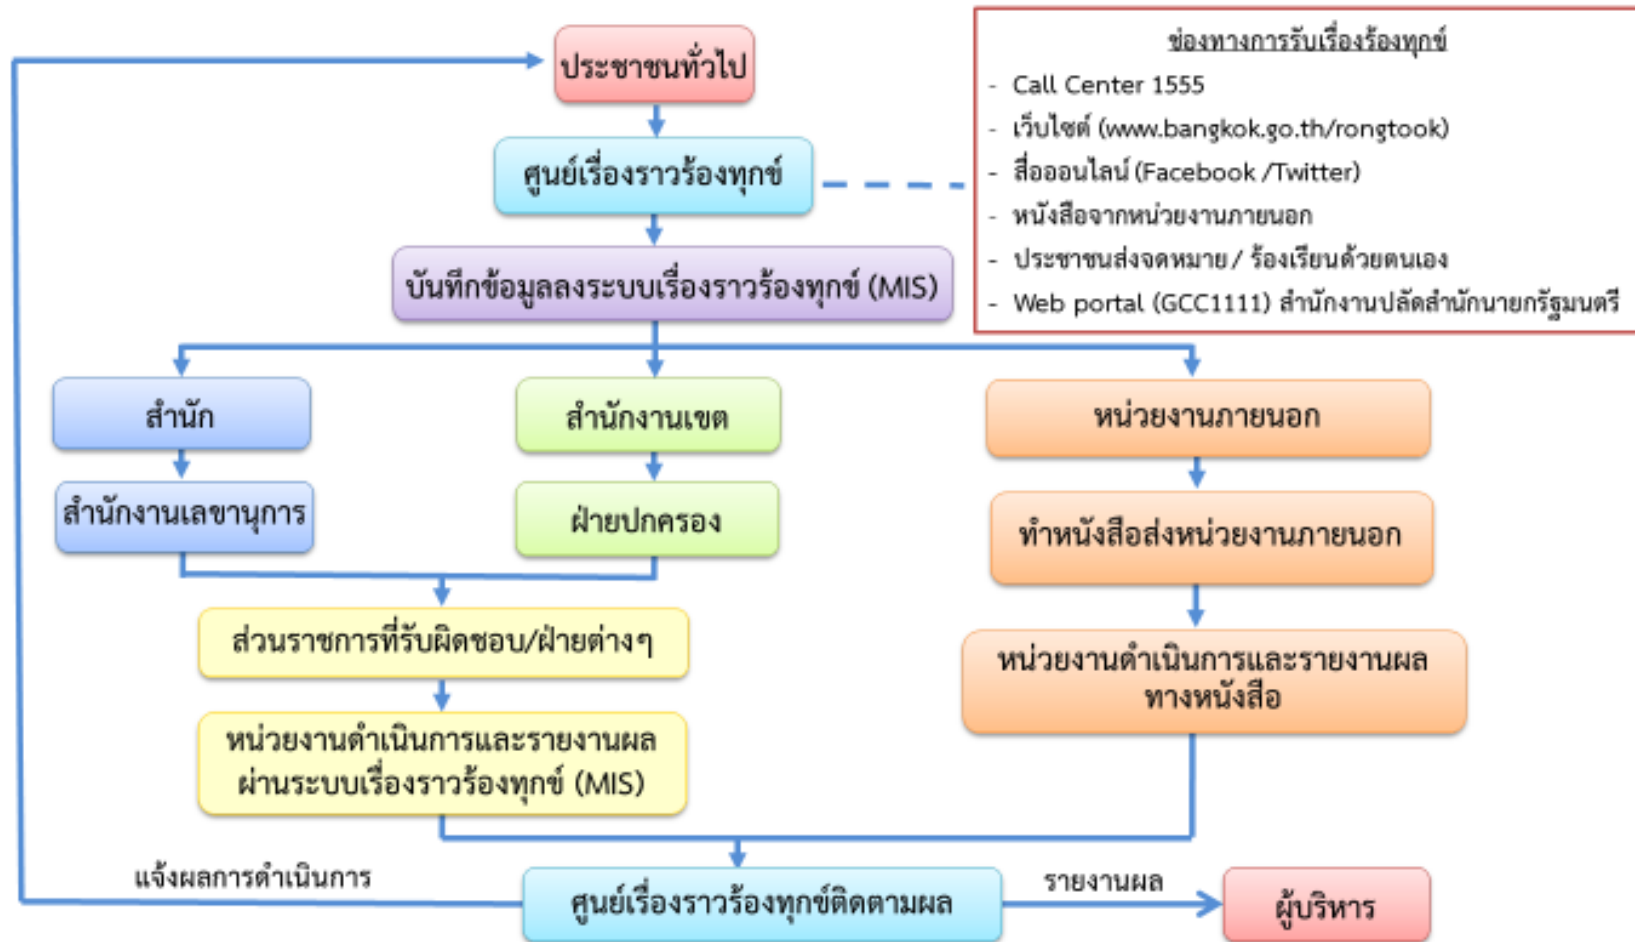 ประชาชนทั่วไป
ช่องทางการรับเรื่องร้องทุกข์
- Call Center 1555
- เว็บไซต์ (www.bangkok.go.th/rongtook)
- สื่อออนไลน์ (Facebook /Twitter)
- หนังสือจากหน่วยงานภายนอก
- ประชาชนส่งจดหมาย / ร้องเรียนด้วยตนเอง
- Web portal (GCC1111) สำนักงานปลัดสำนักนายกรัฐมนตรี
ศูนย์เรื่องราวร้องทุกข์
บันทึกข้อมูลลงระบบเรื่องราวร้องทุกข์ (MIS)
สำนัก
สำนักงานเขต
หน่วยงานภายนอก
สำนักงานเลขานุการ
ฝ่ายปกครอง
ทำหนังสือส่งหน่วยงานภายนอก
ส่วนราชการที่รับผิดชอบ/ฝ่ายต่างๆ
หน่วยงานดำเนินการและรายงานผล
ทางหนังสือ
หน่วยงานดำเนินการและรายงานผล
ผ่านระบบเรื่องราวร้องทุกข์ (MIS)
แจ้งผลการดำเนินการ
ศูนย์เรื่องราวร้องทุกข์ติดตามผล
รายงานผล
ผู้บริหาร